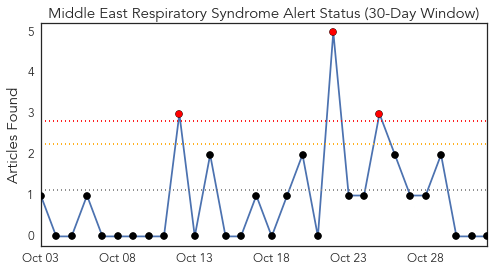 Middle East Respiratory Syndrome Alert Status (30-Day Window)
Articles Found
5
4
3
2
1
0
Oct 03 Oct 08 Oct 13 Oct 18 Oct 23 Oct 28